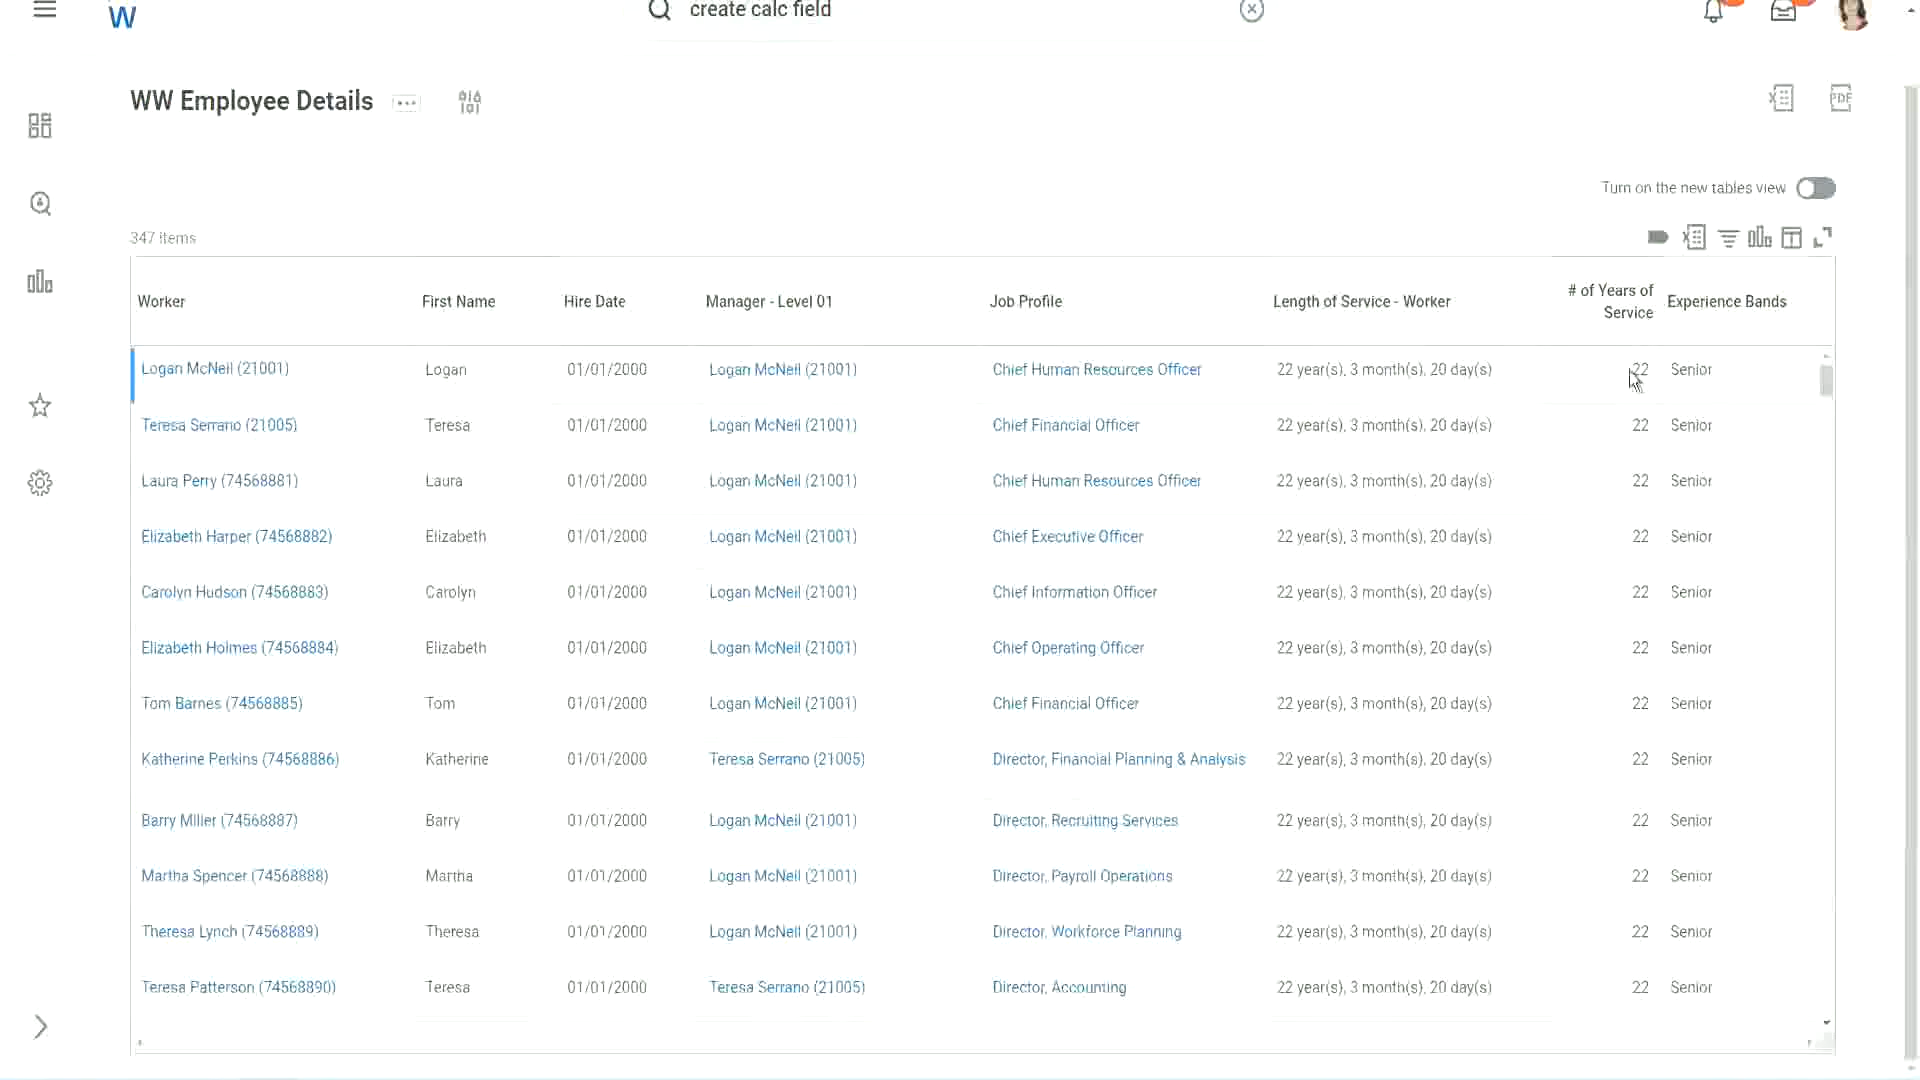 W create calc field
WW Employee Details
PDF
Turn on the new tables view
347 items
Worker First Name Hire Date Manager - Level 01 Job Profile Length of Service - Worker # of Years of Service Experience Bands
Logan McNeil (21001) Logan 01/01/2000 Logan McNeil (21001) Chief Human Resources Officer 22 year(s), 3 month(s), 20 day(s) 22 Senior
Teresa Serrano (21005) Teresa 01/01/2000 Logan McNeil (21001) Chief Financial Officer 22 year(s), 3 month(s), 20 day(s) 22 Senior
Laura Perry (74568881) Laura 01/01/2000 Logan McNeil (21001) Chief Human Resources Officer 22 year(s), 3 month(s), 20 day(s) 22 Senior
Elizabeth Harper (74568882) Elizabeth 01/01/2000 Logan McNeil (21001) Chief Executive Officer 22 year(s), 3 month(s), 20 day(s) 22 Senior
Carolyn Hudson (74568883) Carolyn 01/01/2000 Logan McNeil (21001) Chief Information Officer 22 year(s), 3 month(s), 20 day(s) 22 Senior
Elizabeth Holmes (74568884) Elizabeth 01/01/2000 Logan McNeil (21001) Chief Operating Officer 22 year(s), 3 month(s), 20 day(s) 22 Senior
Tom Barnes (74568885) Tom 01/01/2000 Logan McNeil (21001) Chief Financial Officer 22 year(s), 3 month(s), 20 day(s) 22 Senior
Katherine Perkins (74568886) Katherine 01/01/2000 Teresa Serrano (21005) Director, Financial Planning & Analysis 22 year(s), 3 month(s), 20 day(s) 22 Senior
Barry Miller (74568887) Barry 01/01/2000 Logan McNeil (21001) Director, Recruiting Services 22 year(s), 3 month(s), 20 day(s) 22 Senior
Martha Spencer (74568888) Martha 01/01/2000 Logan McNeil (21001) Director, Payroll Operations 22 year(s), 3 month(s), 20 day(s) 22 Senior
Theresa Lynch (74568889) Theresa 01/01/2000 Logan McNeil (21001) Director, Workforce Planning 22 year(s), 3 month(s), 20 day(s) 22 Senior
Teresa Patterson (74568890) Teresa 01/01/2000 Teresa Serrano (21005) Director, Accounting 22 year(s), 3 month(s), 20 day(s) 22 Senior